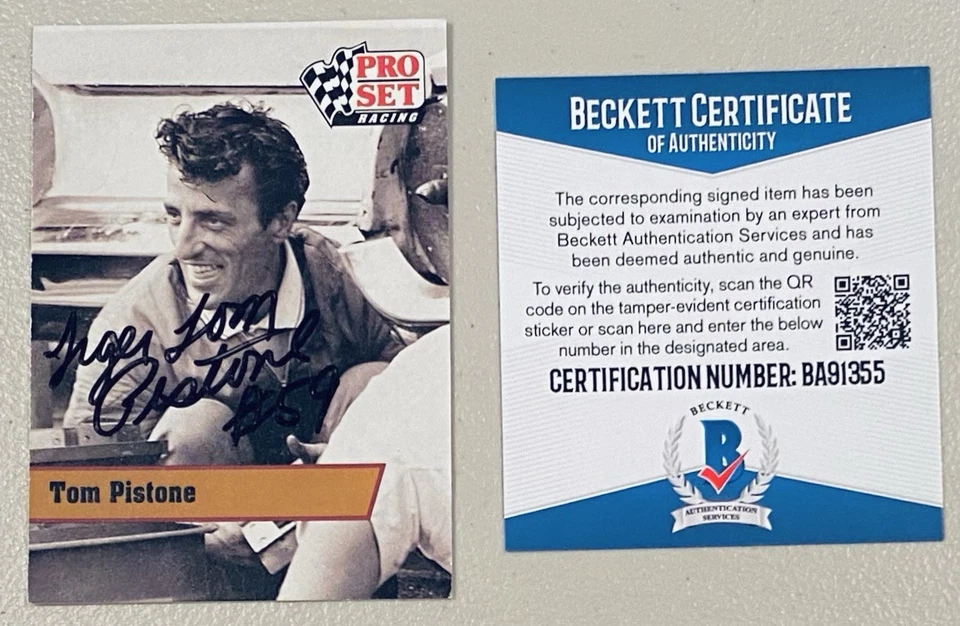 PRO
SET
RACING
Tiger Tom
Pistone
#59
Tom Pistone
BECKETT CERTIFICATE
OF AUTHENTICITY
The corresponding signed item has been
subjected to examination by an expert from
Beckett Authentication Services and has
been deemed authentic and genuine.
To verify the authenticity, scan the QR
code on the tamper-evident certification
sticker or scan here and enter the below
number in the designated area.
CERTIFICATION NUMBER: BA91355
BECKETT
B
AUTHENTICATION
SERVICES